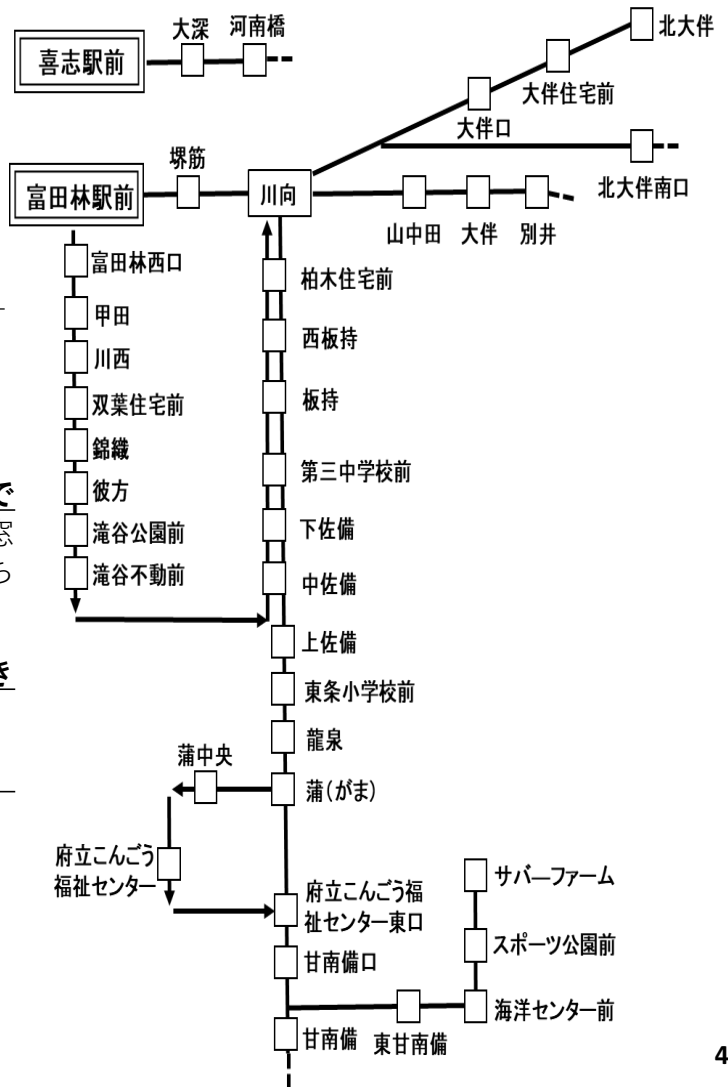 大深
河南橋
喜志駅前
北大伴
大伴住宅前
大伴口
堺筋
富田林駅前
川向
北大伴南口
山中田
大伴
別井
富田林西口
柏木住宅前
甲田
西板持
川西
双葉住宅前
板持
錦織
第三中学校前
彼方
で
滝谷公園前
下佐備
窓
滝谷不動前
中佐備
ら
上佐備
き
東条小学校前
龍泉
蒲中央
蒲(がま)
府立こんごう
福祉センター
府立こんごう福
祉センター東口
サバーファーム
甘南備口
スポーツ公園前
海洋センター前
甘南備
東甘南備
4